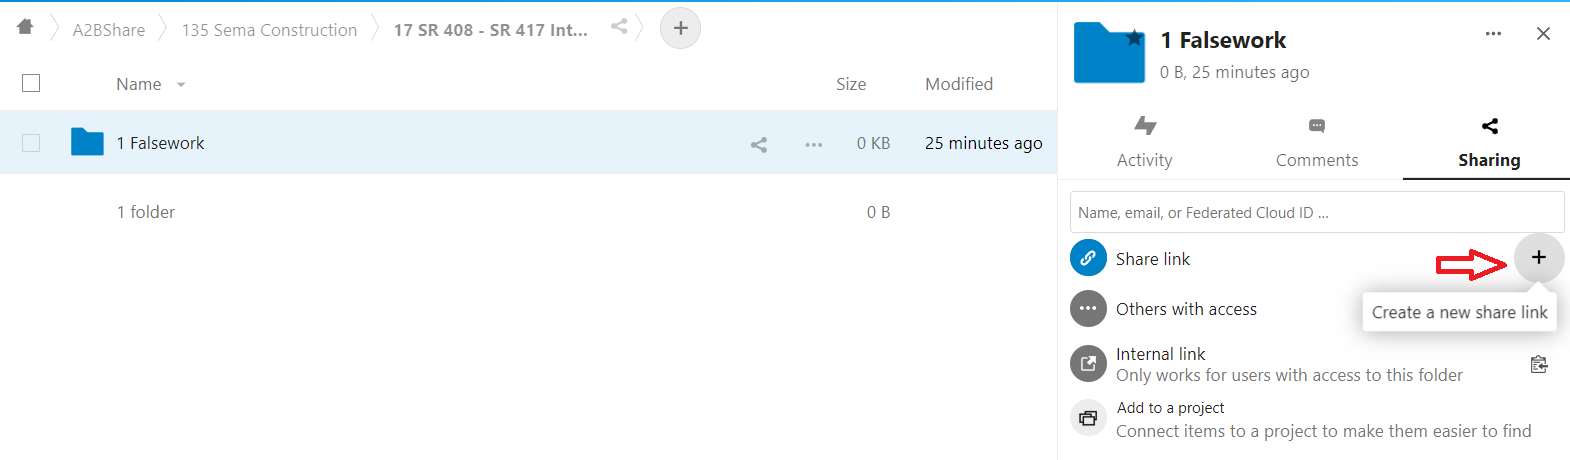 A2BShare 135 Sema Construction 17 SR 408 - SR 417 Int...
Name Size Modified
1 Falsework 0 KB 25 minutes ago
1 folder 0 B
1 Falsework
0 B, 25 minutes ago
Activity Comments Sharing
Name, email, or Federated Cloud ID ...
Share link
Others with access
Create a new share link
Internal link
Only works for users with access to this folder
Add to a project
Connect items to a project to make them easier to find